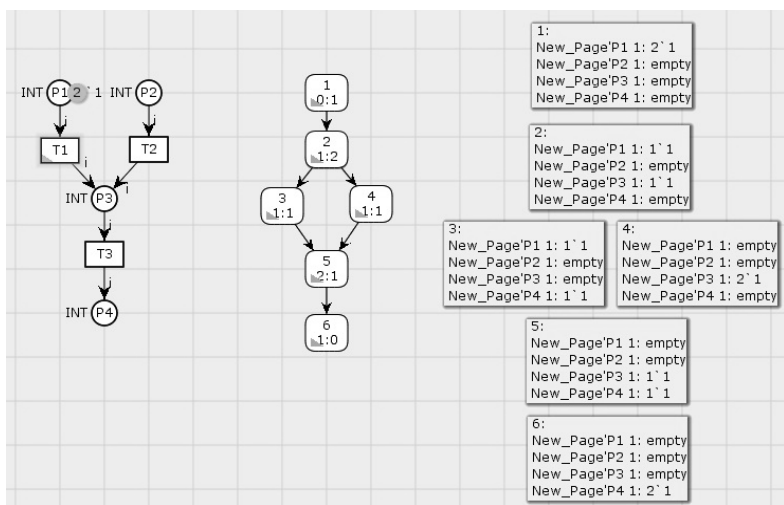 INT P1 2`1 INT P2
i i
T1 T2
i i
INT P3
i
T3
i
INT P4
1
0:1
2
1:2
3
1:1
4
1:1
5
2:1
6
1:0
1:
New_Page'P1 1: 2`1
New_Page'P2 1: empty
New_Page'P3 1: empty
New_Page'P4 1: empty
2:
New_Page'P1 1: 1`1
New_Page'P2 1: empty
New_Page'P3 1: 1`1
New_Page'P4 1: empty
3:
New_Page'P1 1: 1`1
New_Page'P2 1: empty
New_Page'P3 1: empty
New_Page'P4 1: 1`1
4:
New_Page'P1 1: empty
New_Page'P2 1: empty
New_Page'P3 1: 2`1
New_Page'P4 1: empty
5:
New_Page'P1 1: empty
New_Page'P2 1: empty
New_Page'P3 1: 1`1
New_Page'P4 1: 1`1
6:
New_Page'P1 1: empty
New_Page'P2 1: empty
New_Page'P3 1: empty
New_Page'P4 1: 2`1